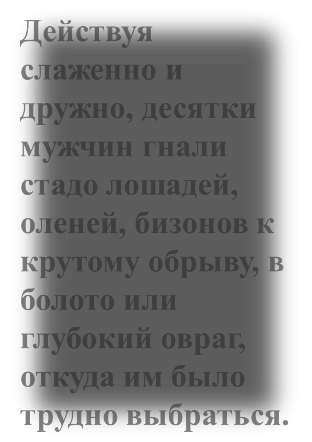 Действуя
слаженно и
дружно, десятки
мужчин гнали
стадо лошадей,
оленей, бизонов к
крутому обрыву, в
болото или
глубокий овраг,
откуда им было
трудно выбраться.